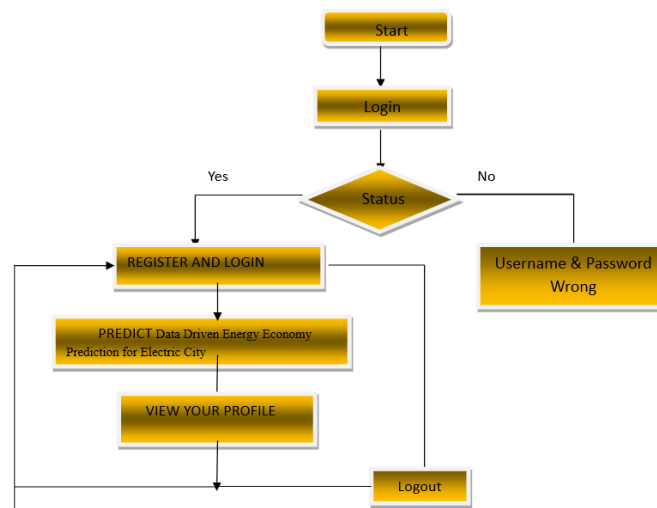 Start
Login
Status
Yes
No
REGISTER AND LOGIN
Username & Password
Wrong
PREDICT Data Driven Energy Economy
Prediction for Electric City
VIEW YOUR PROFILE
Logout